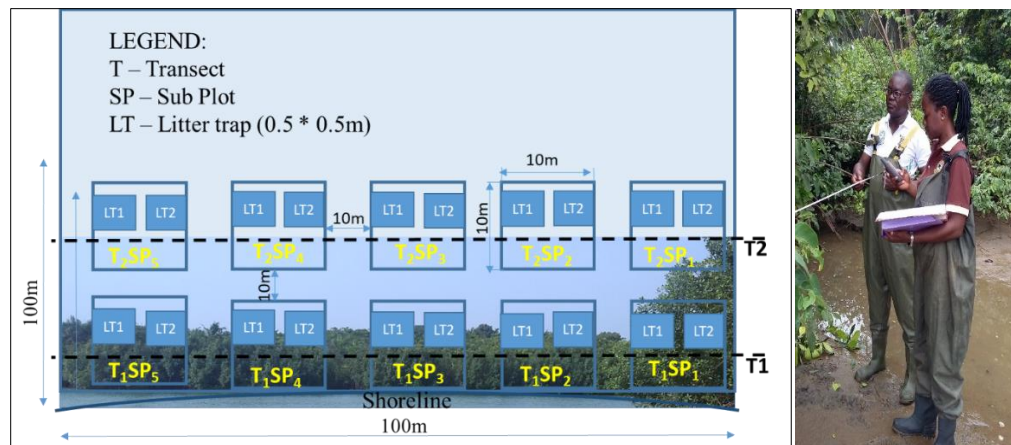 LEGEND:
T – Transect
SP – Sub Plot
LT – Litter trap (0.5 * 0.5m)
10m
LT1 LT2 LT1 LT2 10m LT1 LT2 10m LT1 LT2 LT1 LT2
T2
T₂SP₅ T₂SP₄ T₂SP₃ T₂SP₂ T₂SP₁
10m
100m
LT1 LT2 LT1 LT2 LT1 LT2 LT1 LT2 LT1 LT2
T1
T₁SP₅ T₁SP₄ T₁SP₃ T₁SP₂ T₁SP₁
Shoreline
100m